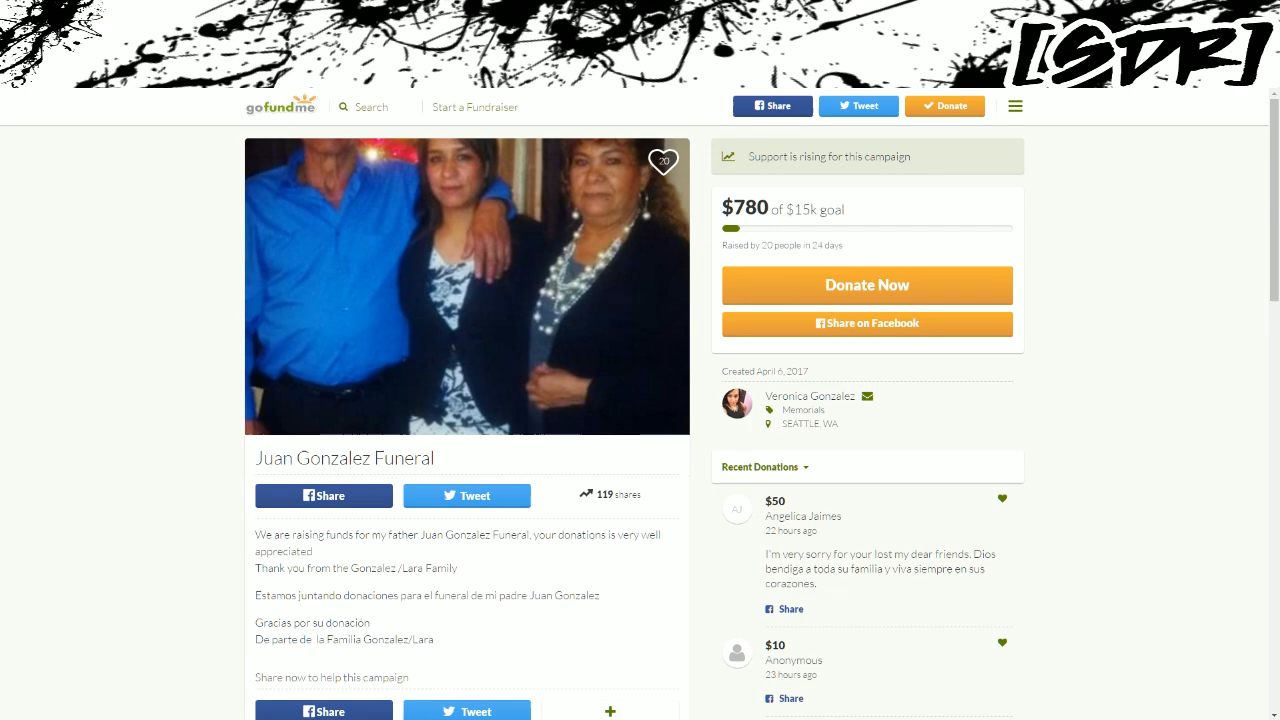 [SDR]
gofundme
Search
Start a Fundraiser
Share
Tweet
Donate
20
Support is rising for this campaign
$780 of $15k goal
Raised by 20 people in 24 days
Donate Now
Share on Facebook
Created April 6, 2017
Veronica Gonzalez
Memorials
SEATTLE, WA
Juan Gonzalez Funeral
Share
Tweet
119 shares
We are raising funds for my father Juan Gonzalez Funeral, your donations is very well
appreciated
Thank you from the Gonzalez /Lara Family
Estamos juntando donaciones para el funeral de mi padre Juan Gonzalez
Gracias por su donación
De parte de la Familia Gonzalez/Lara
Share now to help this campaign
Share
Tweet
+
Recent Donations
AJ
$50
Angelica Jaimes
22 hours ago
I'm very sorry for your lost my dear friends. Dios
bendiga a toda su familia y viva siempre en sus
corazones.
Share
$10
Anonymous
23 hours ago
Share